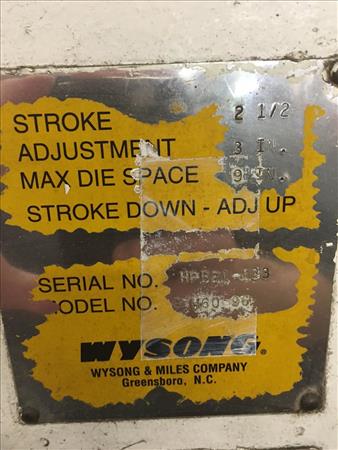 STROKE 2 1/2
ADJUSTMENT 3 IN.
MAX DIE SPACE
STROKE DOWN - ADJ UP
SERIAL NO.
MODEL NO.
WYSONG®
WYSONG & MILES COMPANY
Greensboro, N.C.